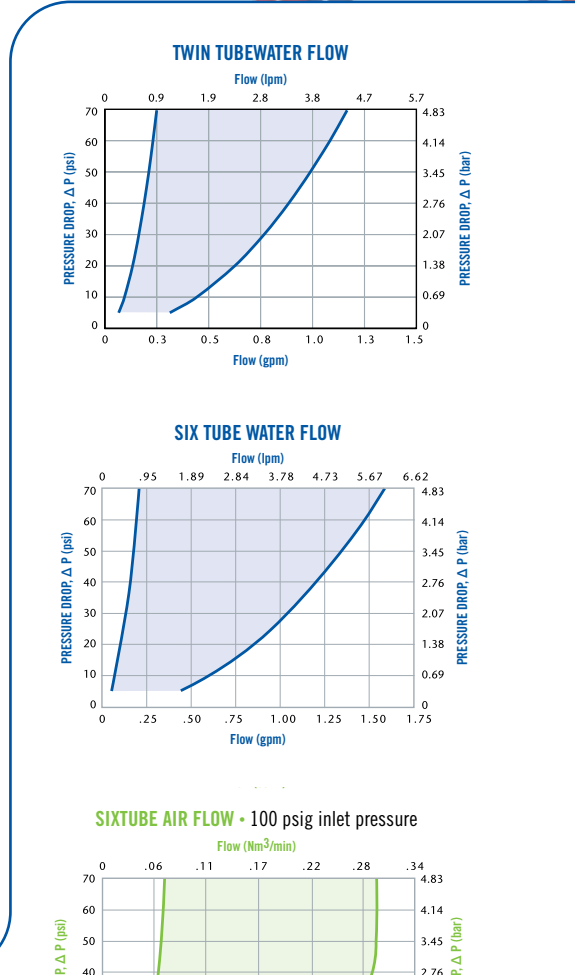 TWIN TUBEWATER FLOW
Flow (lpm)
0 0.9 1.9 2.8 3.8 4.7 5.7
70 4.83
60 4.14
50 3.45
40 2.76
30 2.07
20 1.38
10 0.69
0 0
PRESSURE DROP, Δ P (psi)
PRESSURE DROP, Δ P (bar)
0 0.3 0.5 0.8 1.0 1.3 1.5
Flow (gpm)
SIX TUBE WATER FLOW
Flow (lpm)
0 .95 1.89 2.84 3.78 4.73 5.67 6.62
70 4.83
60 4.14
50 3.45
40 2.76
30 2.07
20 1.38
10 0.69
0 0
PRESSURE DROP, Δ P (psi)
PRESSURE DROP, Δ P (bar)
0 .25 .50 .75 1.00 1.25 1.50 1.75
Flow (gpm)
SIXTUBE AIR FLOW • 100 psig inlet pressure
Flow (Nm3/min)
0 .06 .11 .17 .22 .28 .34
70 4.83
60 4.14
50 3.45
40 2.76
P, Δ P (psi)
P, Δ P (bar)